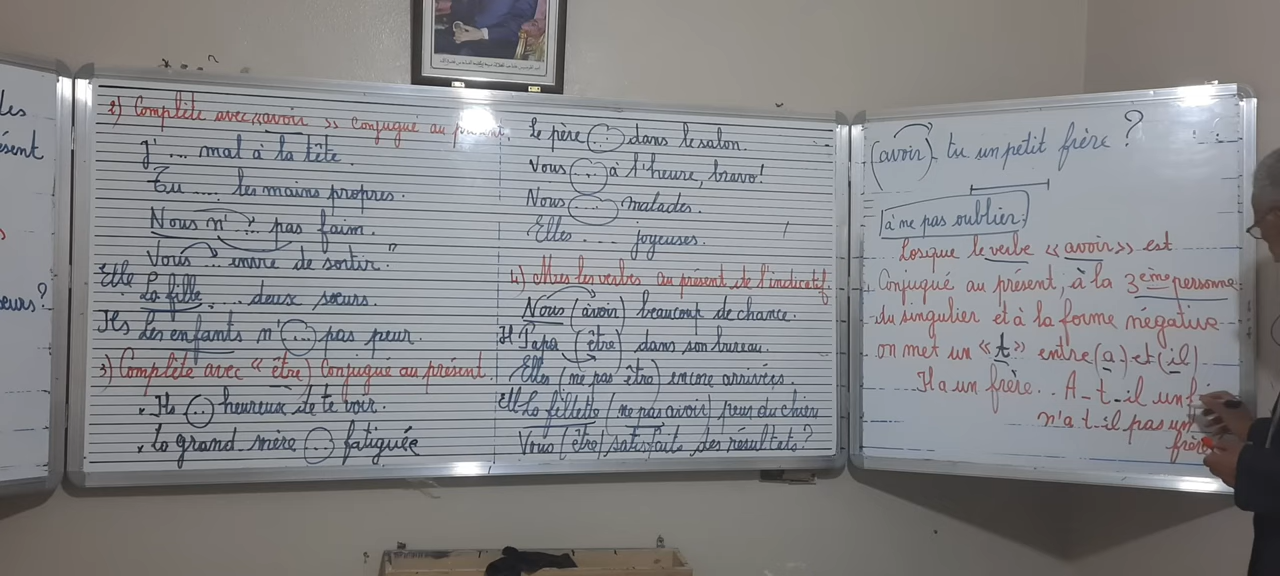 les
ésent
œurs?
2) Complète avec «avoir» conjugué au présent.
J' ... mal à la tête.
Tu .... les mains propres.
Nous n' .... pas faim.
Vous ... envie de sortir."
Elle
La fille .... deux sœurs.
Ils Les enfants n' ... pas peur.
3) Complète avec « être) Conjugué au présent.
* Ils ... heureux de te voir.
* La grand mère ... fatiguée
Le père ... dans le salon.
Vous ... à l'heure, bravo!
Nous .... malades.
Elles .... joyeuses.
4) Mes les verbes au présent de l'indicatif
Nous (avoir) beaucoup de chance.
Il Papa (être) dans son bureau.
Elles (ne pas être) encore arrivées.
Elle La fillette (ne pas avoir) peur du chien
Vous (être) satisfaits des résultats?
(avoir) tu un petit frère ?
à ne pas oublier:
Losque le verbe «avoir» est
Conjugué au présent, à la 3eme personne
du singulier et à la forme négative
on met un «t» entre (a) et (il)
Il a un frère. A-t-il un f
n'a t-il pas un
frère